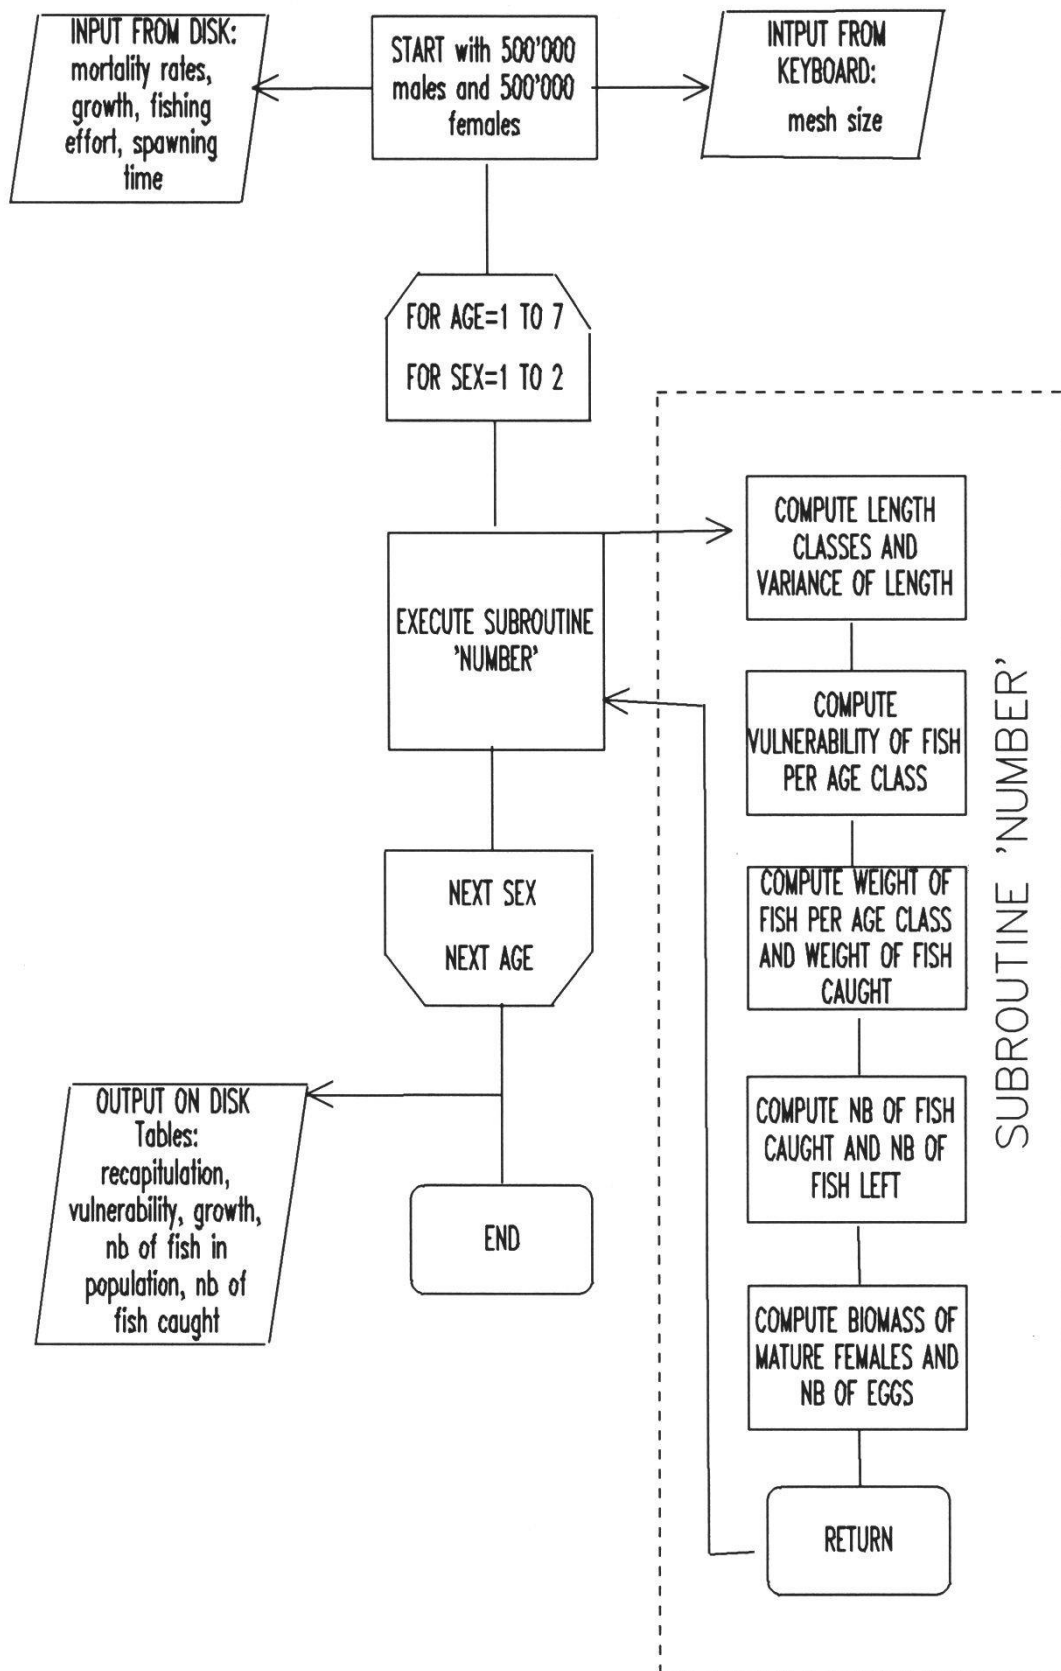 INPUT FROM DISK:
mortality rates,
growth, fishing
effort, spawning
time
START with 500'000
males and 500'000
females
INTPUT FROM
KEYBOARD:
mesh size
FOR AGE=1 TO 7
FOR SEX=1 TO 2
EXECUTE SUBROUTINE
'NUMBER'
NEXT SEX
NEXT AGE
OUTPUT ON DISK
Tables:
recapitulation,
vulnerability, growth,
nb of fish in
population, nb of
fish caught
END
COMPUTE LENGTH
CLASSES AND
VARIANCE OF LENGTH
COMPUTE
VULNERABILITY OF FISH
PER AGE CLASS
COMPUTE WEIGHT OF
FISH PER AGE CLASS
AND WEIGHT OF FISH
CAUGHT
COMPUTE NB OF FISH
CAUGHT AND NB OF
FISH LEFT
COMPUTE BIOMASS OF
MATURE FEMALES AND
NB OF EGGS
RETURN
SUBROUTINE 'NUMBER'